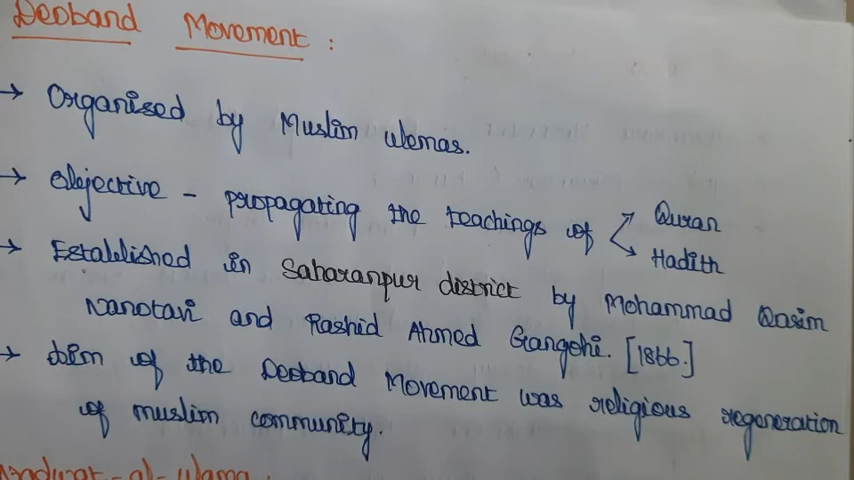 Deoband Movement :
→ Organised by Muslim Ulemas.
→ Objective - propagating the teachings of Quran
Hadith
→ Established in Saharanpur district by Mohammad Qasim
Nanotavi and Rashid Ahmed Gangohi. [1866.]
→ Aim of the Deoband Movement was religious regeneration
of muslim community.